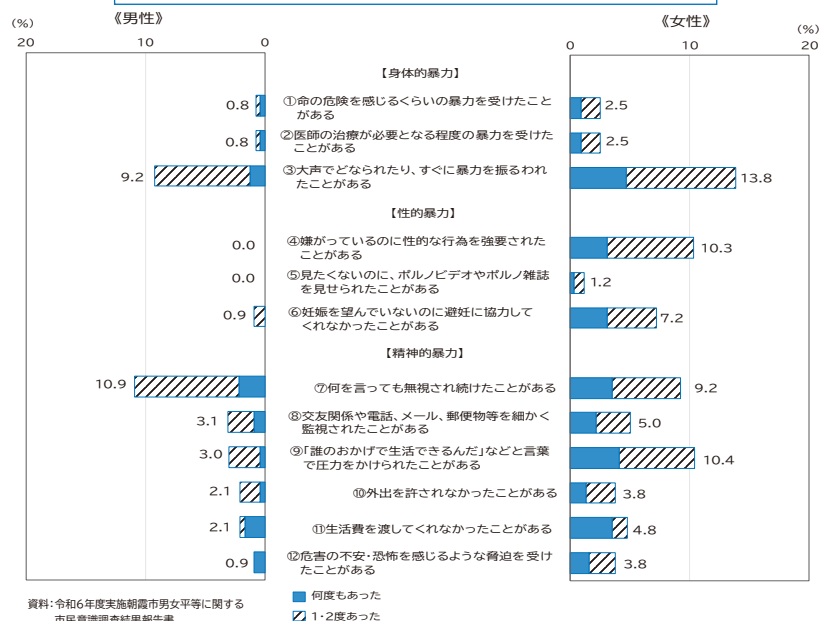 《男性》
《女性》
(%)
(%)
20
10
0
0
10
20
【身体的暴力】
0.8
①命の危険を感じるくらいの暴力を受けたこと
がある
2.5
0.8
②医師の治療が必要となる程度の暴力を受けた
ことがある
2.5
9.2
③大声でどなられたり、すぐに暴力を振るわれ
たことがある
13.8
【性的暴力】
0.0
④嫌がっているのに性的な行為を強要された
ことがある
10.3
0.0
⑤見たくないのに、ポルノビデオやポルノ雑誌
を見せられたことがある
1.2
0.9
⑥妊娠を望んでいないのに避妊に協力して
くれなかったことがある
7.2
【精神的暴力】
10.9
⑦何を言っても無視され続けたことがある
9.2
3.1
⑧交友関係や電話、メール、郵便物等を細かく
監視されたことがある
5.0
3.0
⑨「誰のおかげで生活できるんだ」などと言葉
で圧力をかけられたことがある
10.4
2.1
⑩外出を許されなかったことがある
3.8
2.1
⑪生活費を渡してくれなかったことがある
4.8
0.9
⑫危害の不安・恐怖を感じるような脅迫を受け
たことがある
3.8
何度もあった
1・2度あった
資料：令和6年度実施朝霞市男女平等に関する
市民意識調査結果報告書